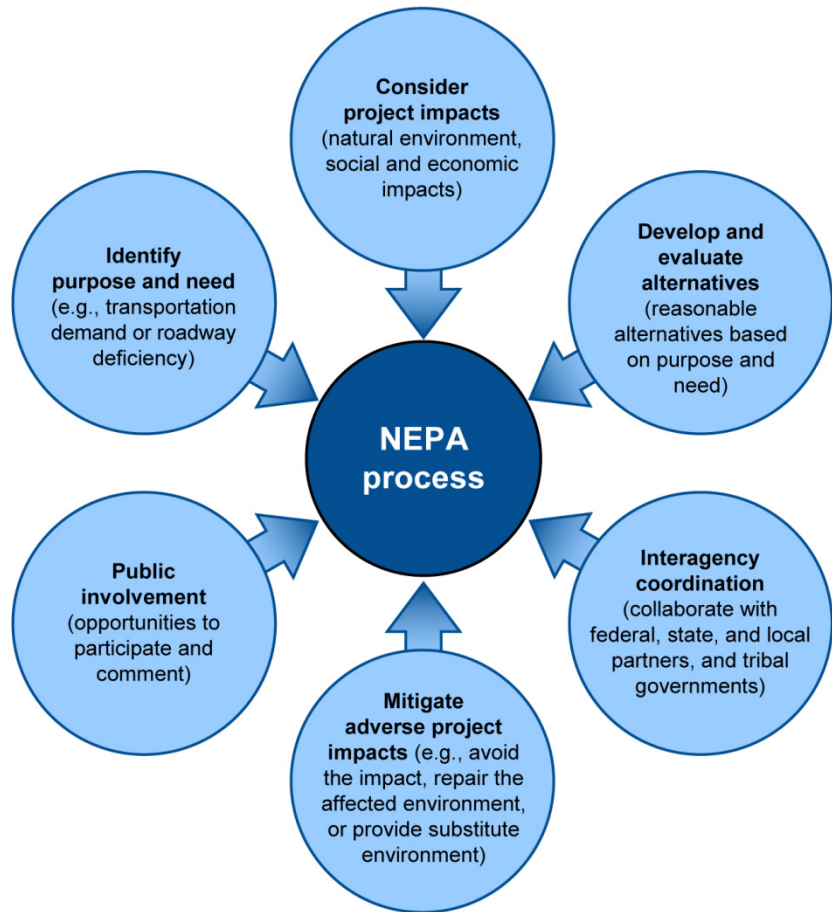 Consider
project impacts
(natural environment,
social and economic
impacts)
Identify
purpose and need
(e.g., transportation
demand or roadway
deficiency)
Develop and
evaluate
alternatives
(reasonable
alternatives based
on purpose and
need)
NEPA
process
Public
involvement
(opportunities to
participate and
comment)
Interagency
coordination
(collaborate with
federal, state, and local
partners, and tribal
governments)
Mitigate
adverse project
impacts (e.g., avoid
the impact, repair the
affected environment,
or provide substitute
environment)